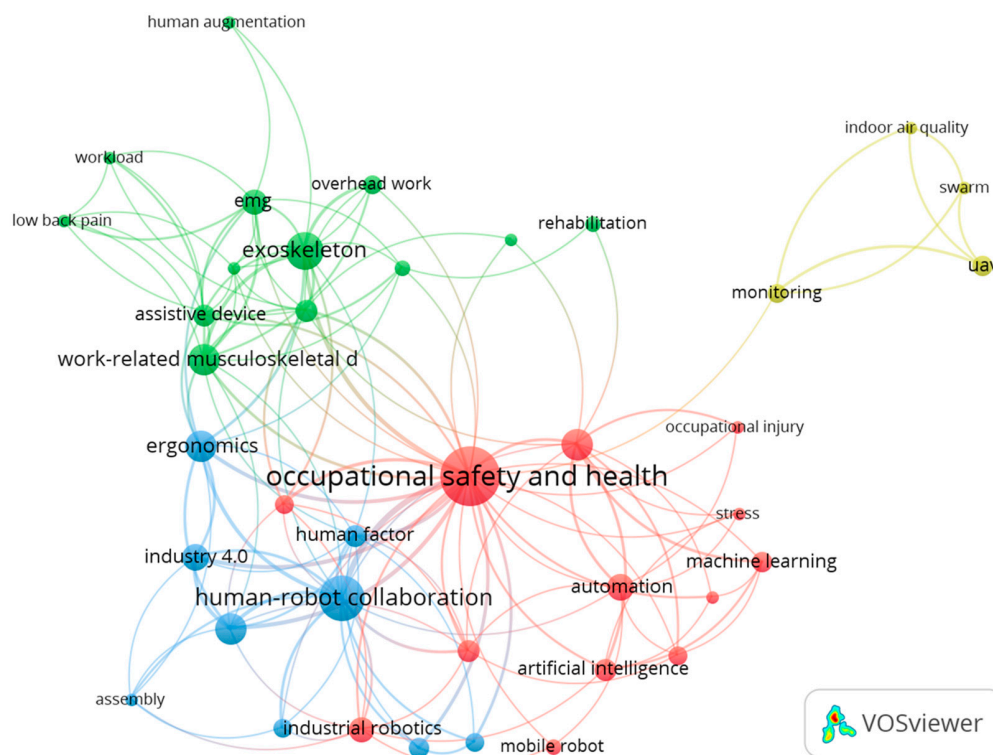 human augmentation
indoor air quality
workload
overhead work
swarm
emg
low back pain
rehabilitation
exoskeleton
uav
monitoring
assistive device
work-related musculoskeletal d
occupational injury
ergonomics
occupational safety and health
stress
human factor
industry 4.0
machine learning
automation
human-robot collaboration
artificial intelligence
assembly
industrial robotics
mobile robot
VOSviewer